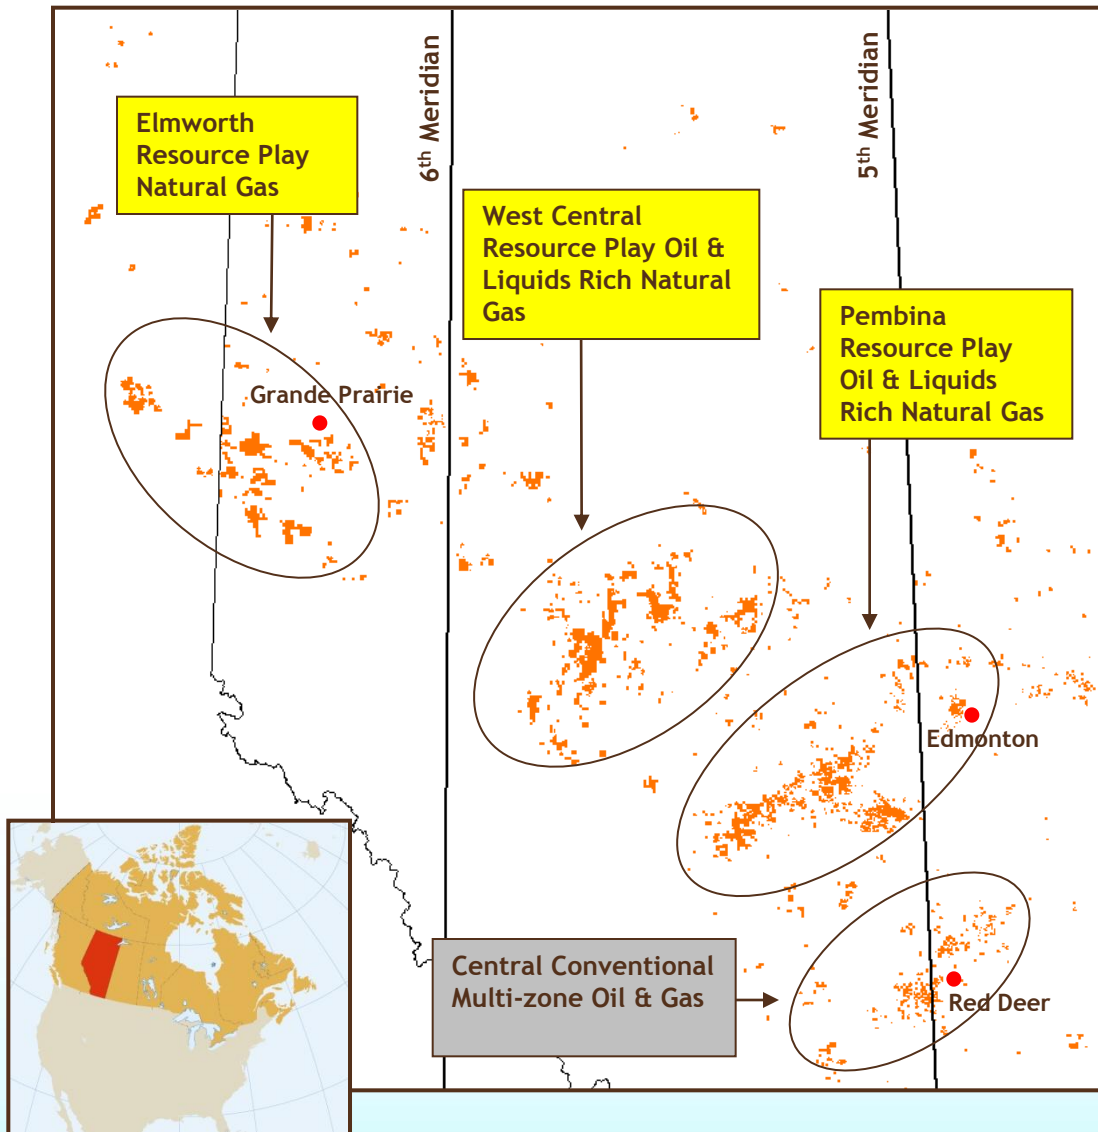 Elmworth
Resource Play
Natural Gas
6th Meridian
5th Meridian
West Central
Resource Play Oil &
Liquids Rich Natural
Gas
Pembina
Resource Play
Oil & Liquids
Rich Natural Gas
Grande Prairie
Edmonton
Central Conventional
Multi-zone Oil & Gas
Red Deer